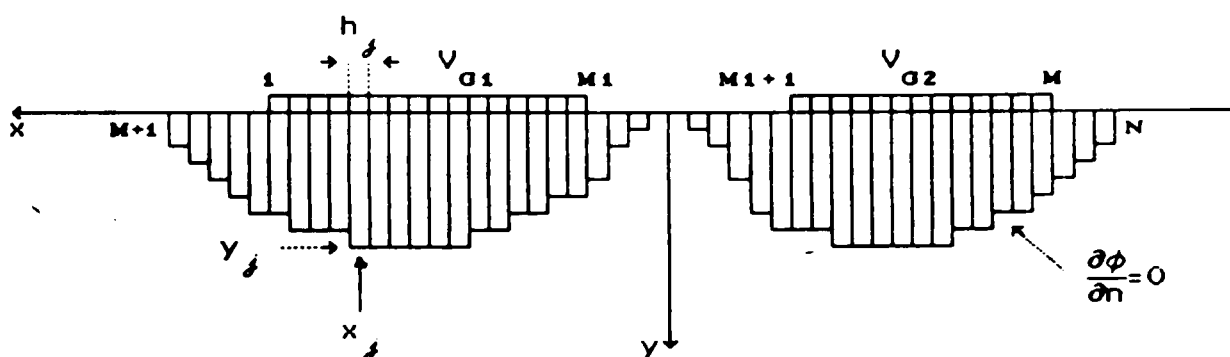 h j
V G1
V G2
1
M1
M1+1
M
x
M+1
N
y j
x j
y
∂ϕ/∂n=0